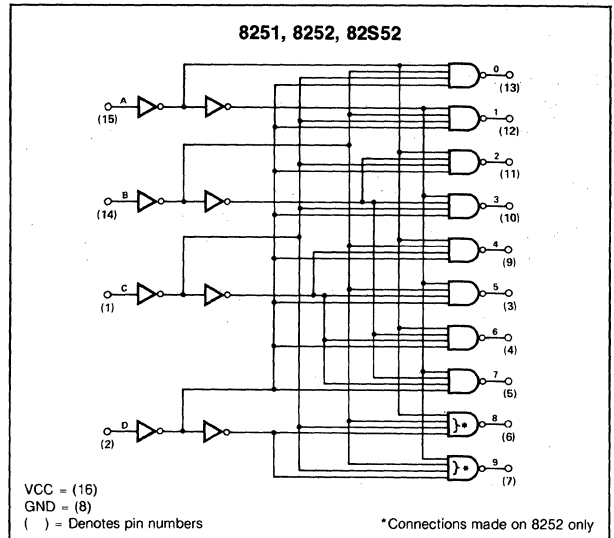 8251, 8252, 82S52
0
(13)
A
(15)
1
(12)
2
(11)
B
(14)
3
(10)
4
(9)
C
(1)
5
(3)
6
(4)
7
(5)
D
(2)
8
}*
(6)
9
}*
(7)
VCC = (16)
GND = (8)
( ) = Denotes pin numbers
*Connections made on 8252 only